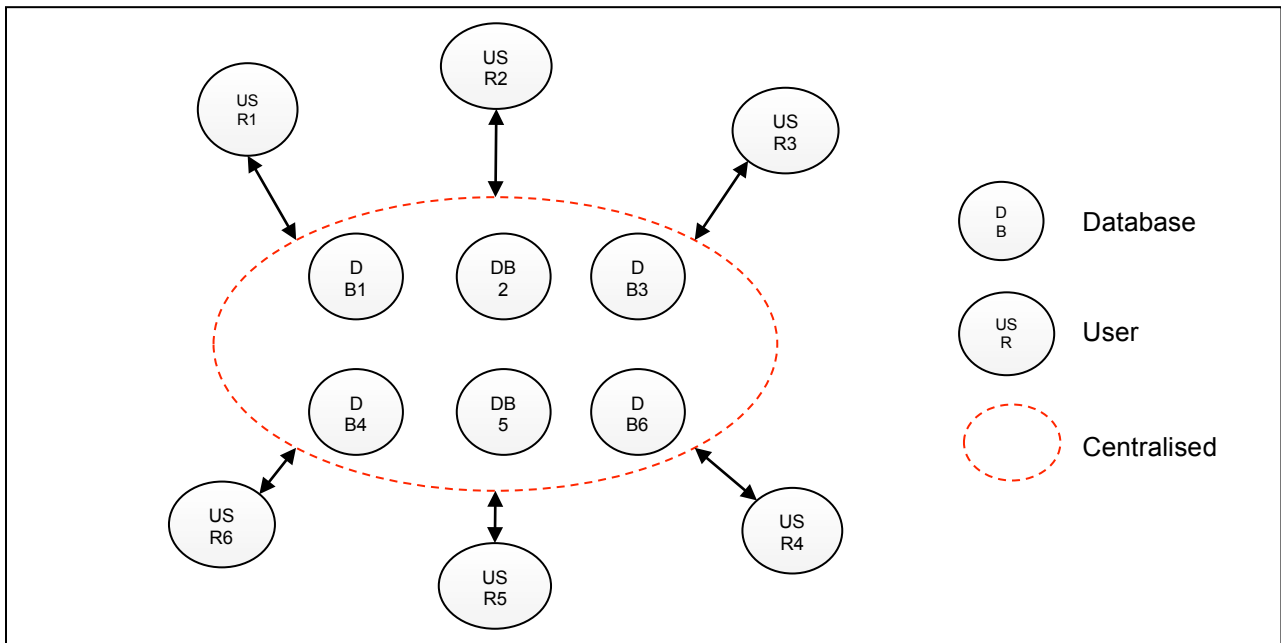 US
R1
US
R2
US
R3
D
B1
DB
2
D
B3
D
B4
DB
5
D
B6
US
R6
US
R5
US
R4
D
B
Database
US
R
User
Centralised